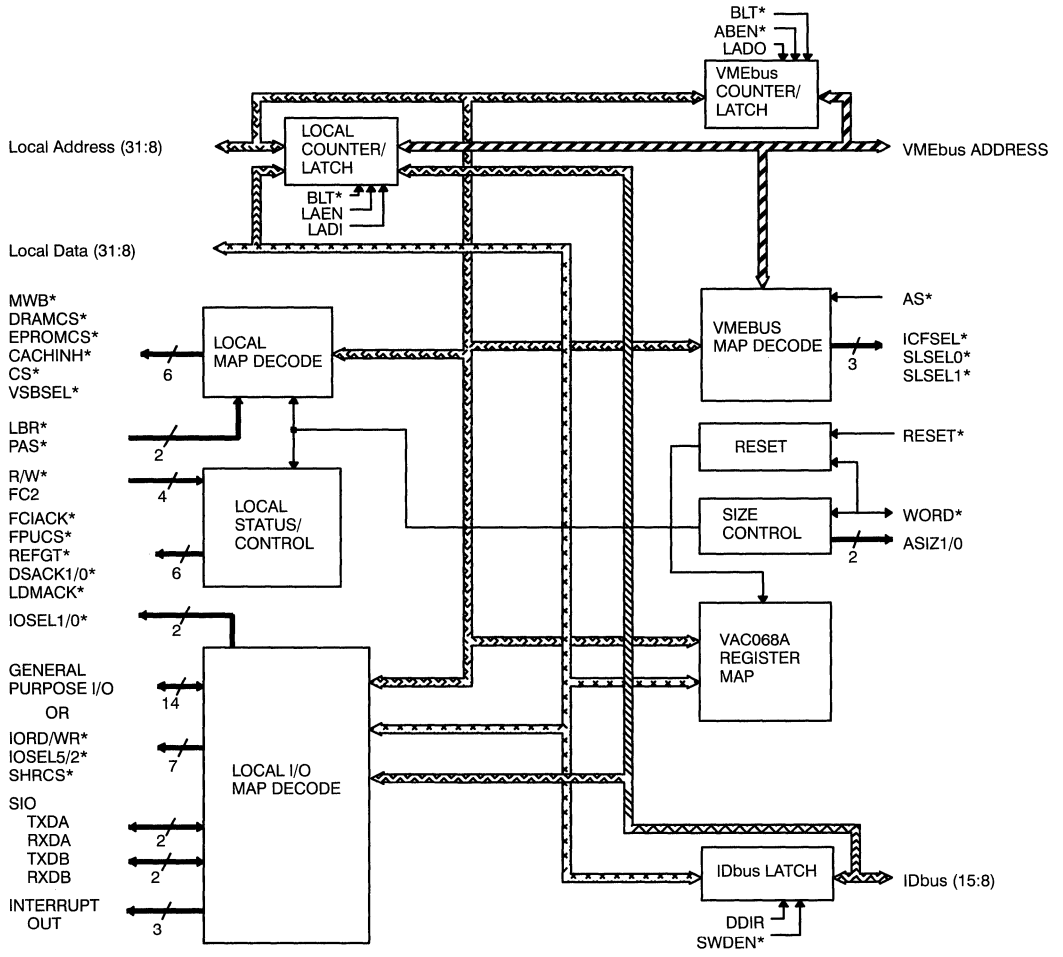 BLT*
ABEN*
LADO
VMEbus
COUNTER/
LATCH
Local Address (31:8)
LOCAL
COUNTER/
LATCH
VMEbus ADDRESS
BLT*
LAEN
LADI
Local Data (31:8)
MWB*
DRAMCS*
EPROMCS*
CACHINH*
CS*
VSBSEL*
6
LOCAL
MAP DECODE
VMEBUS
MAP DECODE
AS*
3
ICFSEL*
SLSEL0*
SLSEL1*
LBR*
PAS*
2
RESET
RESET*
R/W*
FC2
4
LOCAL
STATUS/
CONTROL
SIZE
CONTROL
WORD*
2
ASIZ1/0
FCIACK*
FPUCS*
REFGT*
DSACK1/0*
LDMACK*
6
IOSEL1/0*
2
VAC068A
REGISTER
MAP
GENERAL
PURPOSE I/O
14
OR
IORD/WR*
IOSEL5/2*
SHRCS*
7
LOCAL I/O
MAP DECODE
SIO
TXDA
RXDA
2
TXDB
RXDB
2
INTERRUPT
OUT
3
IDbus LATCH
IDbus (15:8)
DDIR
SWDEN*